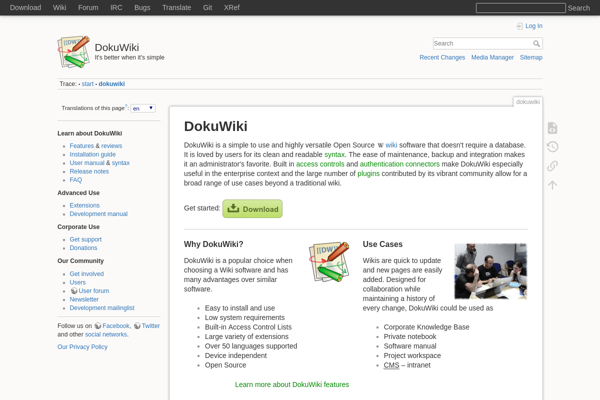 Download Wiki Forum IRC Bugs Translate Git XRef Search
Log In
DokuWiki
It's better when it's simple
Search
Recent Changes Media Manager Sitemap
Trace: • start • dokuwiki
dokuwiki
Translations of this page?: en
Learn about DokuWiki
Features & reviews
Installation guide
User manual & syntax
Release notes
FAQ
Advanced Use
Extensions
Development manual
Corporate Use
Get support
Donations
Our Community
Get involved
Users
User forum
Newsletter
Development mailinglist
Follow us on Facebook, Twitter
and other social networks.
Our Privacy Policy
DokuWiki
DokuWiki is a simple to use and highly versatile Open Source wiki software that doesn't require a database.
It is loved by users for its clean and readable syntax. The ease of maintenance, backup and integration makes
it an administrator's favorite. Built in access controls and authentication connectors make DokuWiki especially
useful in the enterprise context and the large number of plugins contributed by its vibrant community allow for a
broad range of use cases beyond a traditional wiki.
Get started: Download
Why DokuWiki?
DokuWiki is a popular choice when
choosing a Wiki software and has
many advantages over similar
software.
Easy to install and use
Low system requirements
Built-in Access Control Lists
Large variety of extensions
Over 50 languages supported
Device independent
Open Source
Learn more about DokuWiki features
Use Cases
Wikis are quick to update
and new pages are easily
added. Designed for
collaboration while
maintaining a history of
every change, DokuWiki could be used as
Corporate Knowledge Base
Private notebook
Software manual
Project workspace
CMS – intranet